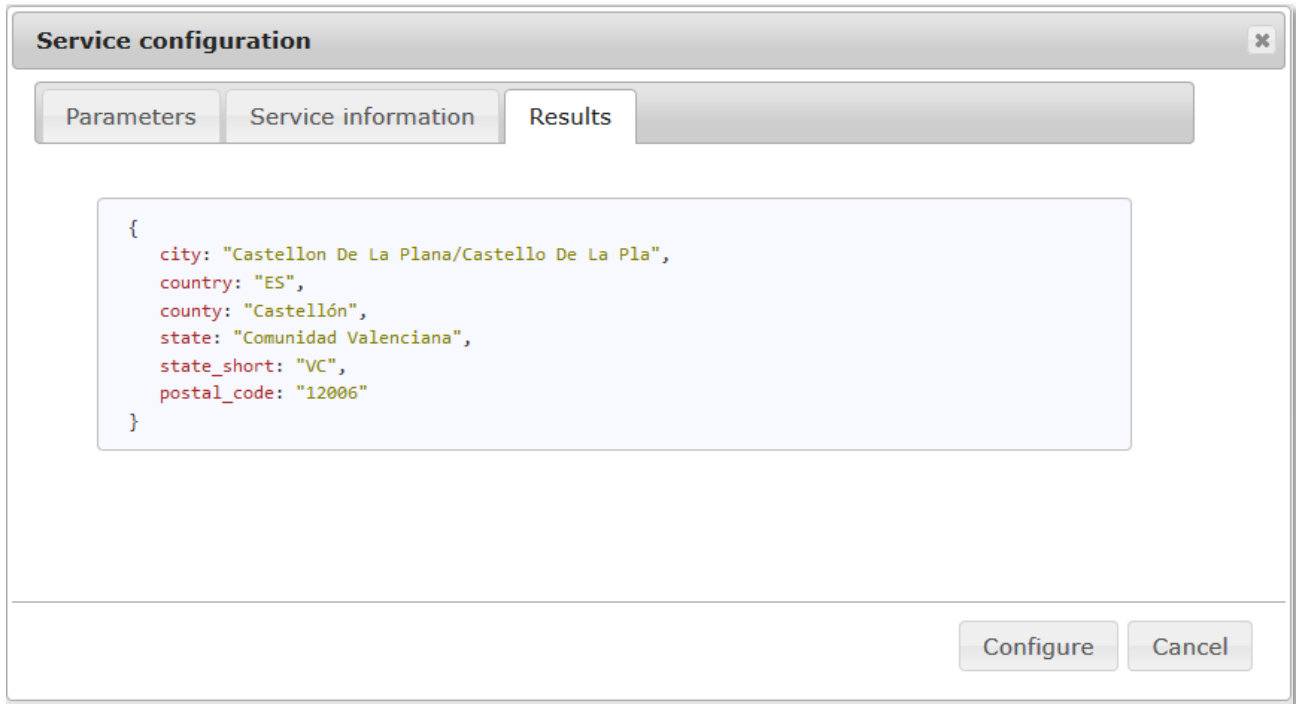 Service configuration
Parameters Service information Results
{
city: "Castellon De La Plana/Castello De La Pla",
country: "ES",
county: "Castellón",
state: "Comunidad Valenciana",
state_short: "VC",
postal_code: "12006"
}
Configure Cancel